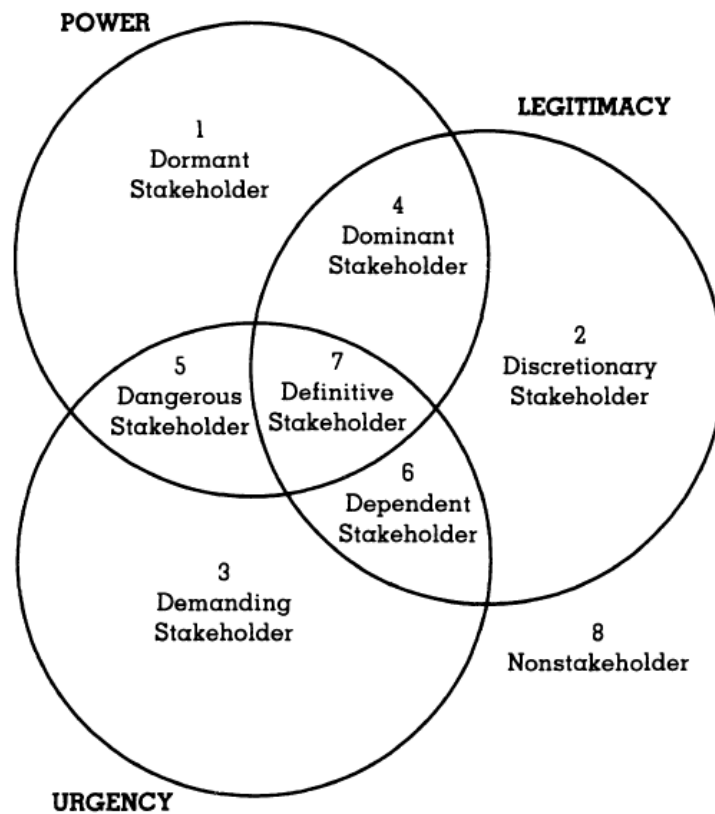 POWER
LEGITIMACY
1
Dormant
Stakeholder
4
Dominant
Stakeholder
2
Discretionary
Stakeholder
5
Dangerous
Stakeholder
7
Definitive
Stakeholder
6
Dependent
Stakeholder
3
Demanding
Stakeholder
8
Nonstakeholder
URGENCY